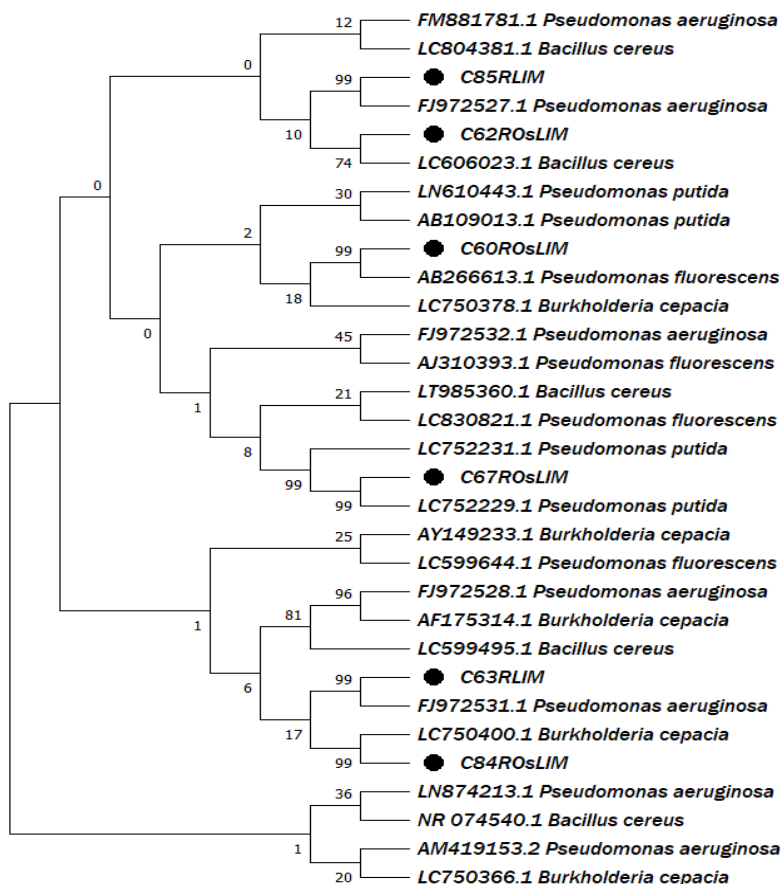 12
FM881781.1 Pseudomonas aeruginosa
LC804381.1 Bacillus cereus
0
99
C85RLIM
FJ972527.1 Pseudomonas aeruginosa
10
C62ROsLIM
74
LC606023.1 Bacillus cereus
0
30
LN610443.1 Pseudomonas putida
AB109013.1 Pseudomonas putida
2
99
C60ROsLIM
AB266613.1 Pseudomonas fluorescens
18
LC750378.1 Burkholderia cepacia
0
45
FJ972532.1 Pseudomonas aeruginosa
AJ310393.1 Pseudomonas fluorescens
1
21
LT985360.1 Bacillus cereus
LC830821.1 Pseudomonas fluorescens
8
LC752231.1 Pseudomonas putida
99
C67ROsLIM
99
LC752229.1 Pseudomonas putida
25
AY149233.1 Burkholderia cepacia
LC599644.1 Pseudomonas fluorescens
1
96
FJ972528.1 Pseudomonas aeruginosa
81
AF175314.1 Burkholderia cepacia
LC599495.1 Bacillus cereus
6
99
C63RLIM
FJ972531.1 Pseudomonas aeruginosa
17
LC750400.1 Burkholderia cepacia
99
C84ROsLIM
36
LN874213.1 Pseudomonas aeruginosa
NR 074540.1 Bacillus cereus
1
AM419153.2 Pseudomonas aeruginosa
20
LC750366.1 Burkholderia cepacia